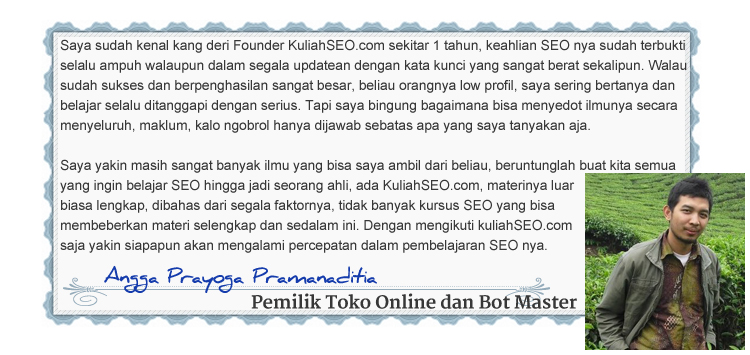 Saya sudah kenal kang deri Founder KuliahSEO.com sekitar 1 tahun, keahlian SEO nya sudah terbukti
selalu ampuh walaupun dalam segala updatean dengan kata kunci yang sangat berat sekalipun. Walau
sudah sukses dan berpenghasilan sangat besar, beliau orangnya low profil, saya sering bertanya dan
belajar selalu ditanggapi dengan serius. Tapi saya bingung bagaimana bisa menyedot ilmunya secara
menyeluruh, maklum, kalo ngobrol hanya dijawab sebatas apa yang saya tanyakan aja.
Saya yakin masih sangat banyak ilmu yang bisa saya ambil dari beliau, beruntunglah buat kita semua
yang ingin belajar SEO hingga jadi seorang ahli, ada KuliahSEO.com, materinya luar
biasa lengkap, dibahas dari segala faktornya, tidak banyak kursus SEO yang bisa
membeberkan materi selengkap dan sedalam ini. Dengan mengikuti kuliahSEO.com
saja yakin siapapun akan mengalami percepatan dalam pembelajaran SEO nya.
Angga Prayoga Pramanaditia
Pemilik Toko Online dan Bot Master